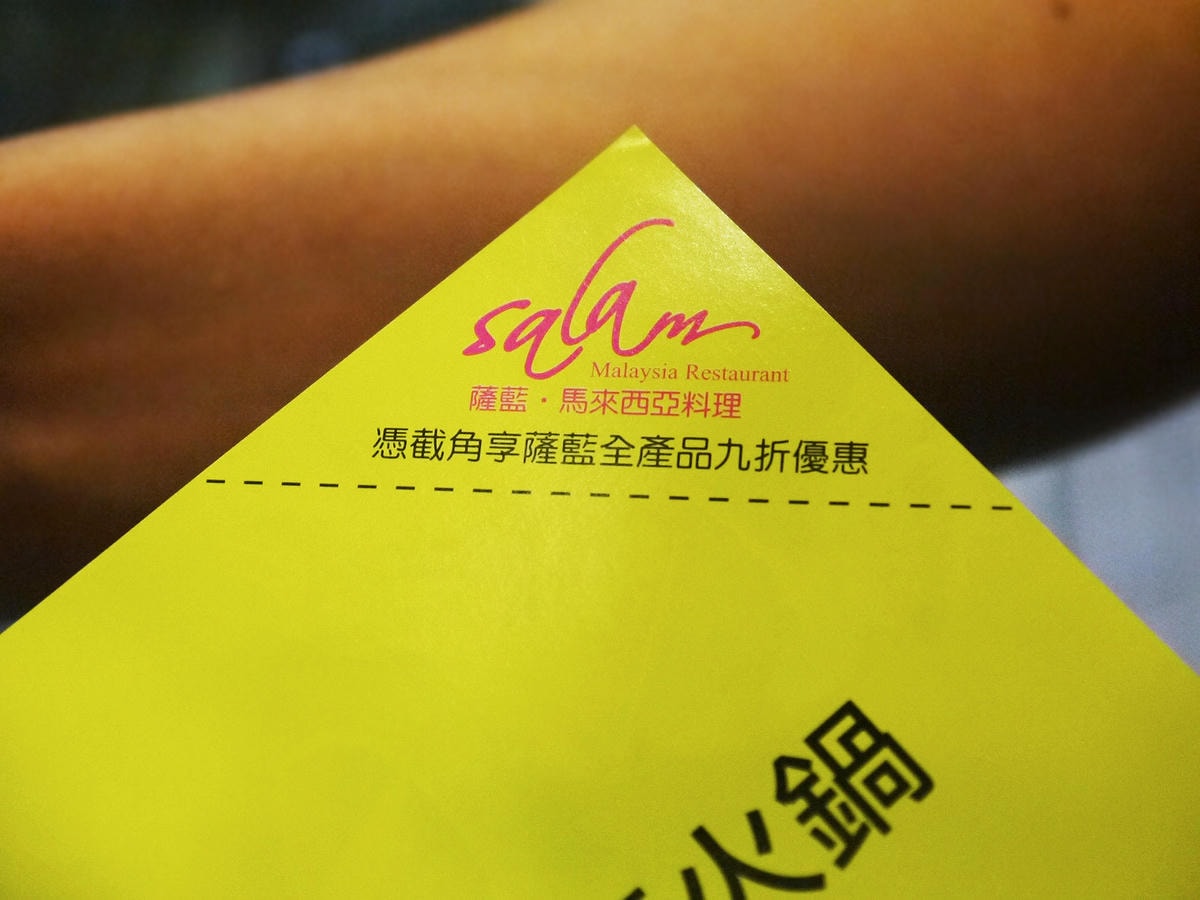 salam
Malaysia Restaurant
薩藍·馬來西亞料理
憑截角享薩藍全產品九折優惠
火鍋